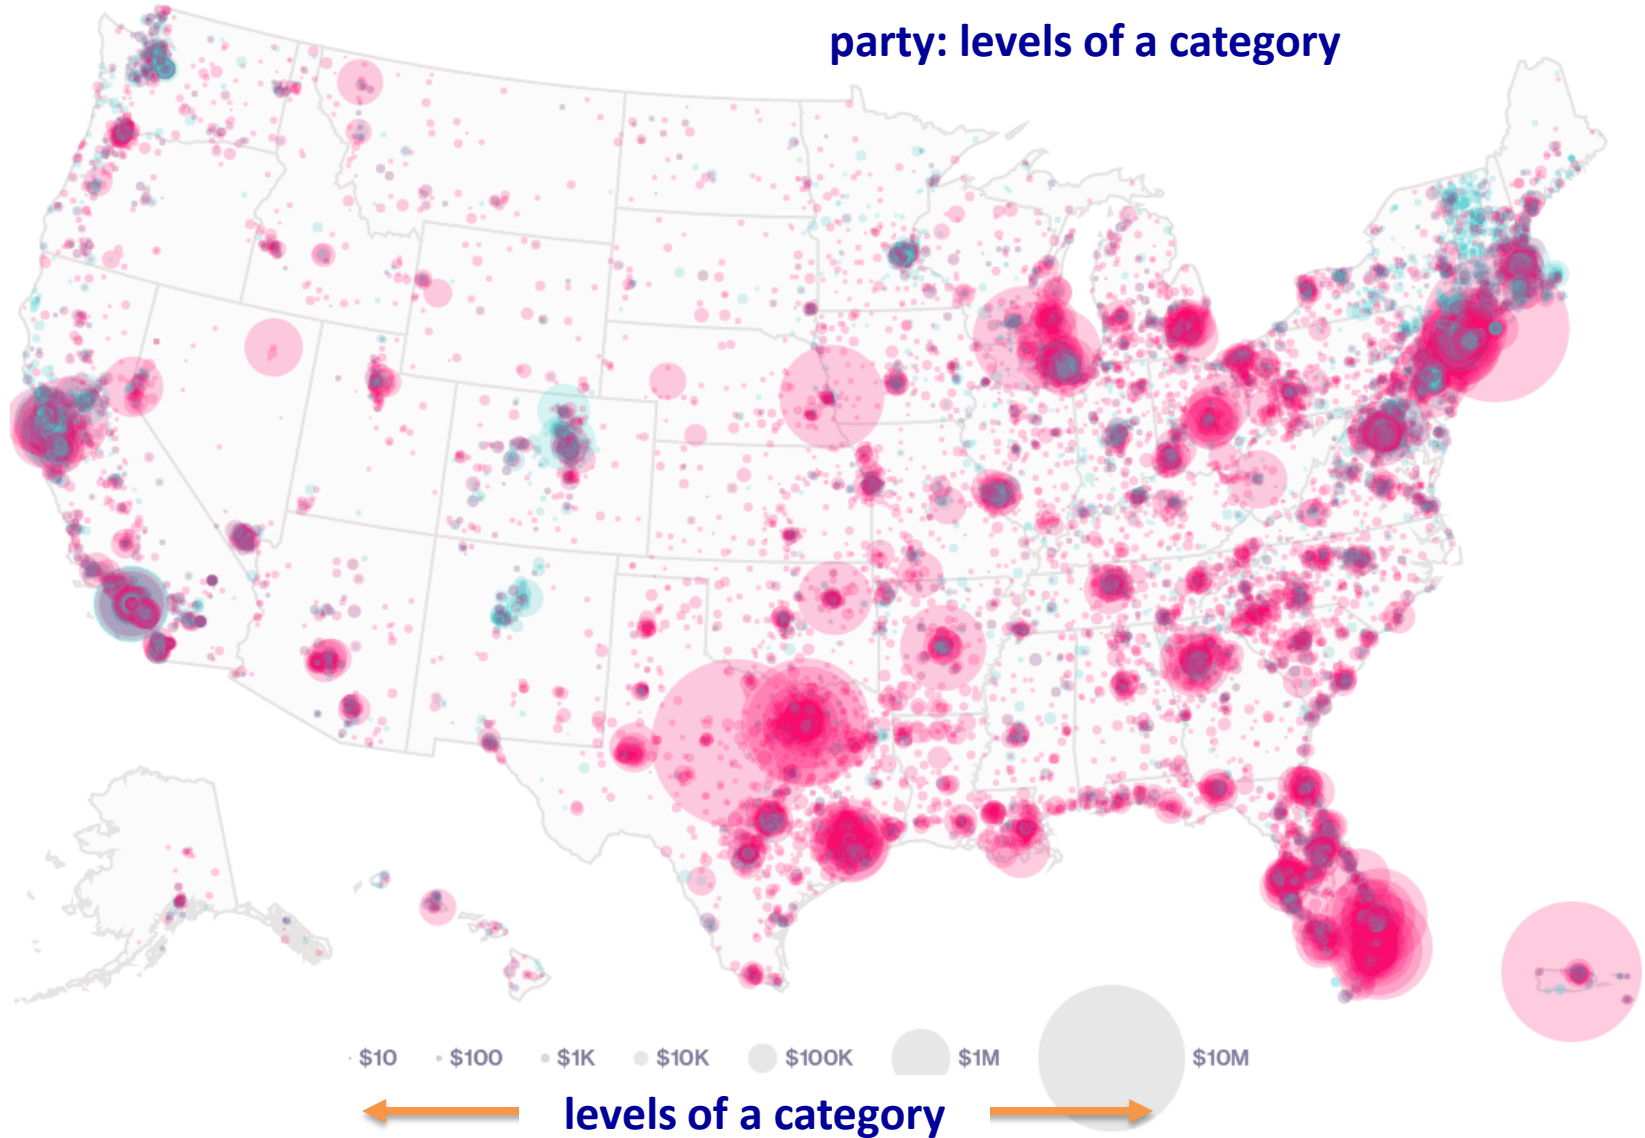 party: levels of a category
$10 $100 $1K $10K $100K $1M $10M
levels of a category